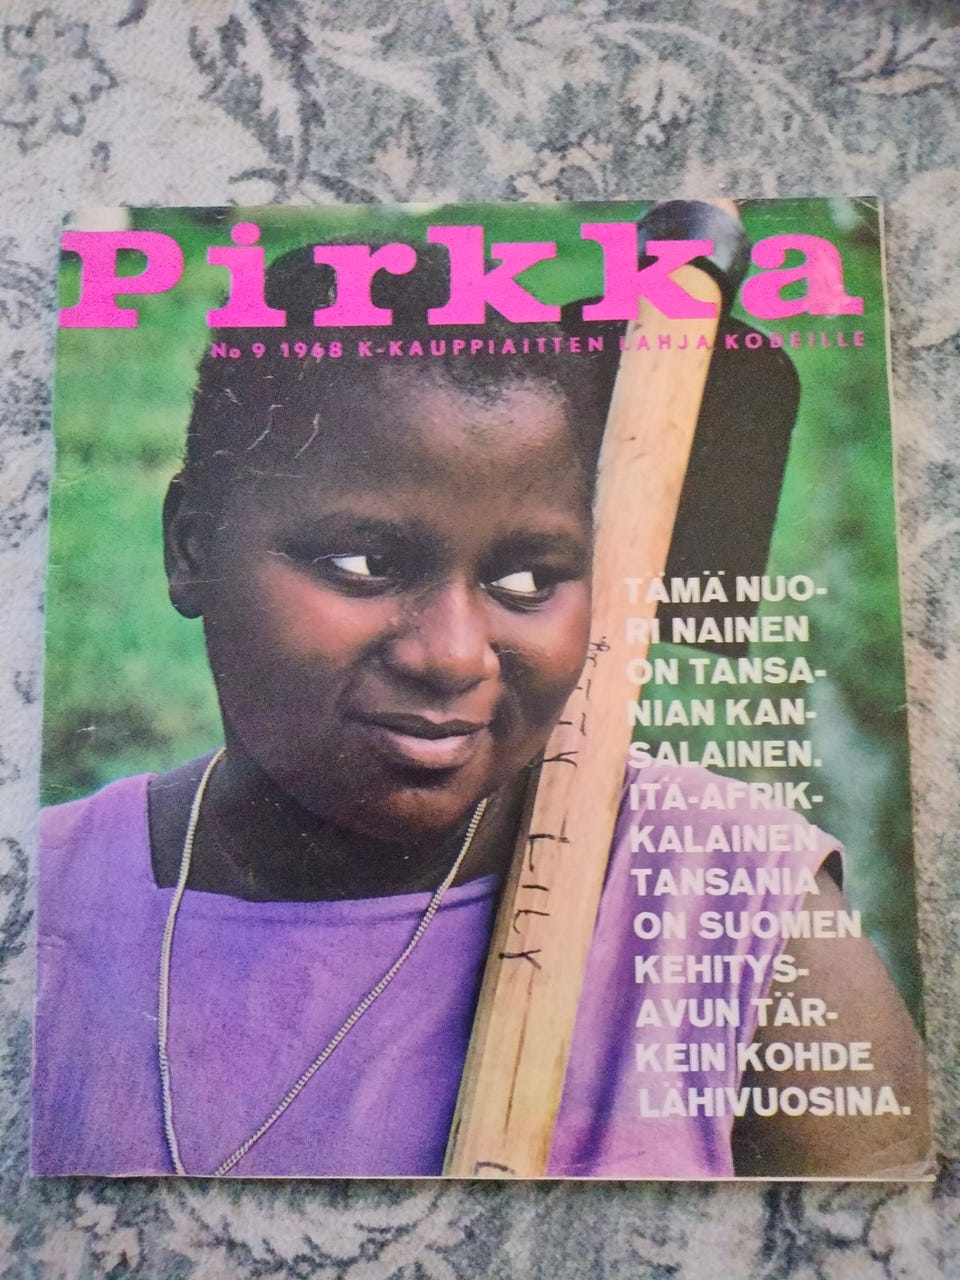 Pirkka
No 9 1968 K-KAUPPIAITTEN LAHJA KODEILLE
TÄMÄ NUO-
RI NAINEN
ON TANSA-
NIAN KAN-
SALAINEN.
ITÄ-AFRIK-
KALAINEN
TANSANIA
ON SUOMEN
KEHITYS-
AVUN TÄR-
KEIN KOHDE
LÄHIVUOSINA.
LILY